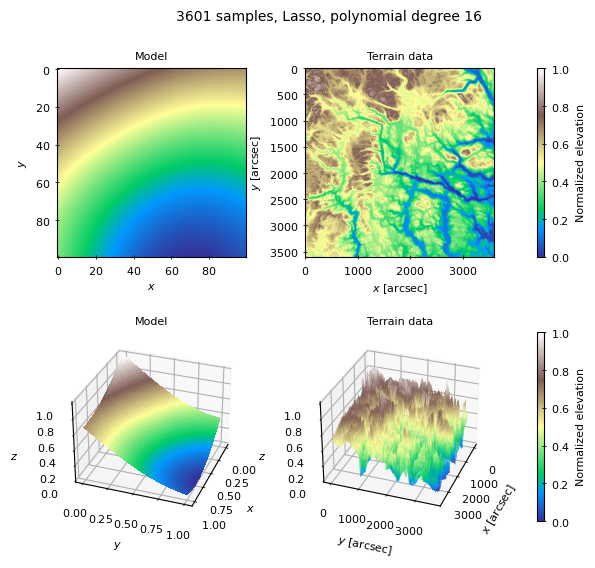 3601 samples, Lasso, polynomial degree 16
Model
0
20
40
60
80
y
0 20 40 60 80
x
Terrain data
0
500
1000
1500
2000
2500
3000
3500
y [arcsec]
0 1000 2000 3000
x [arcsec]
1.0
0.8
0.6
0.4
0.2
0.0
Normalized elevation
Model
1.0
0.8
0.6
0.4
0.2
0.0
z
0.00 0.25 0.50 0.75 1.00
y
0.00
0.25
0.50
0.75
1.00
x
Terrain data
1.0
0.8
0.6
0.4
0.2
0.0
z
0 1000 2000 3000
y [arcsec]
0
1000
2000
3000
x [arcsec]
1.0
0.8
0.6
0.4
0.2
0.0
Normalized elevation